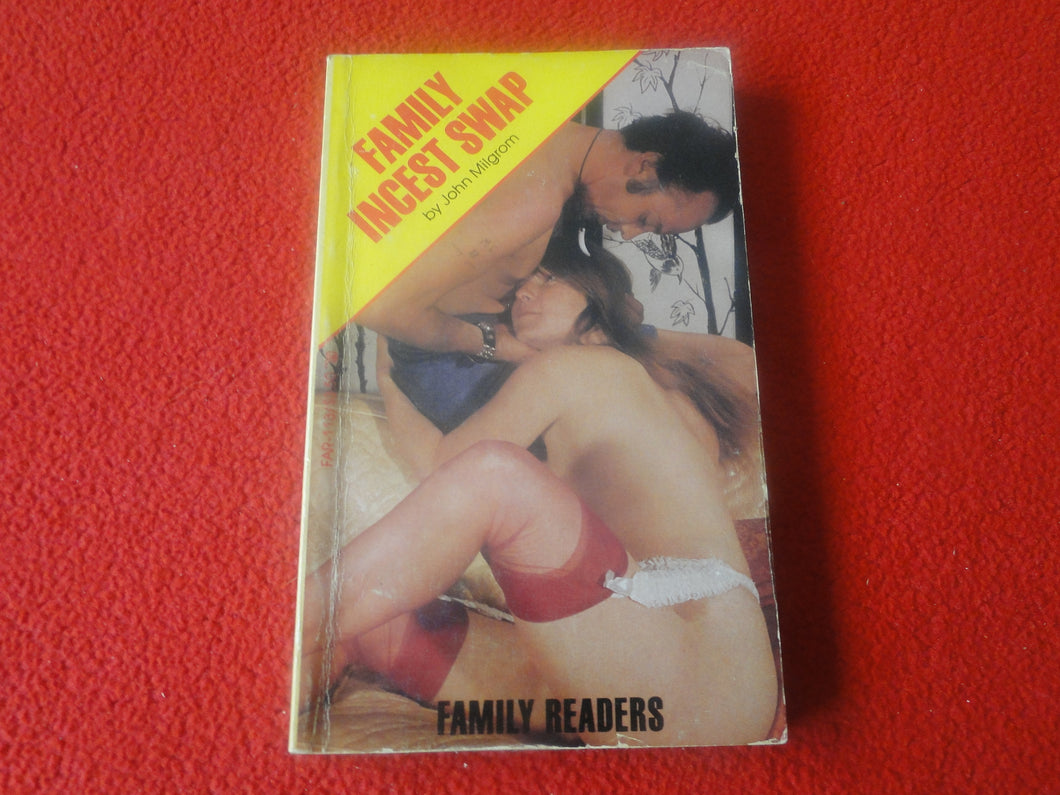 FAMILY
INCEST SWAP
by John Milgrom
FAMILY READERS